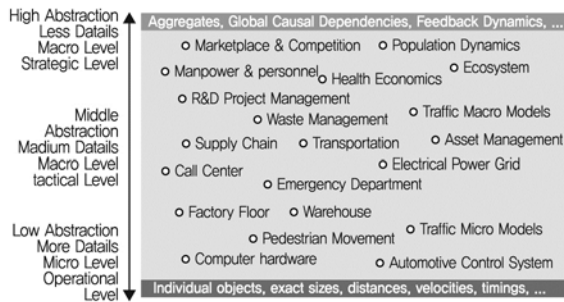 High Abstraction
Less Datails
Macro Level
Strategic Level
Middle
Abstraction
Madium Datails
Macro Level
tactical Level
Low Abstraction
More Datails
Micro Level
Operational
Level
Aggregates, Global Causal Dependencies, Feedback Dynamics, ...
Marketplace & Competition
Population Dynamics
Manpower & personnel
Health Economics
Ecosystem
R&D Project Management
Waste Management
Traffic Macro Models
Supply Chain
Transportation
Asset Management
Call Center
Electrical Power Grid
Emergency Department
Factory Floor
Warehouse
Pedestrian Movement
Traffic Micro Models
Computer hardware
Automotive Control System
Individual objects, exact sizes, distances, velocities, timings, ...